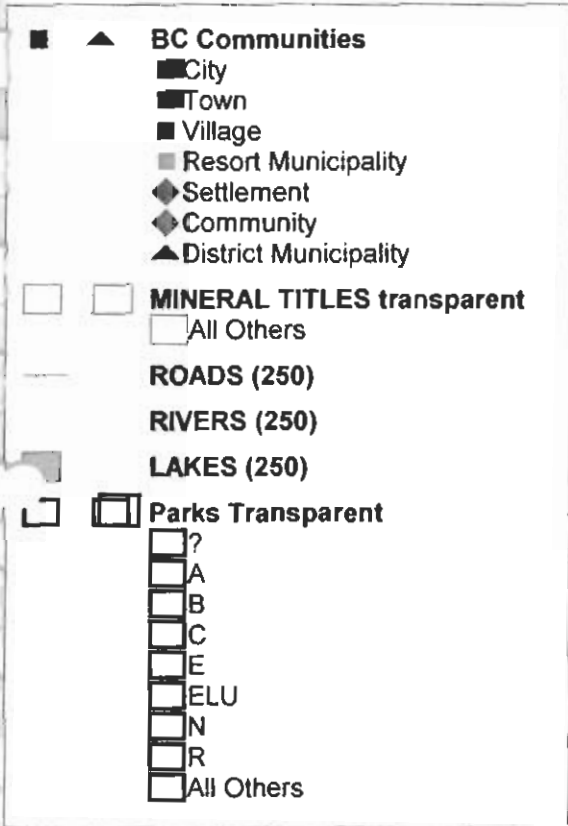 BC Communities
City
Town
Village
Resort Municipality
Settlement
Community
District Municipality
MINERAL TITLES transparent
All Others
ROADS (250)
RIVERS (250)
LAKES (250)
Parks Transparent
?
A
B
C
E
ELU
N
R
All Others